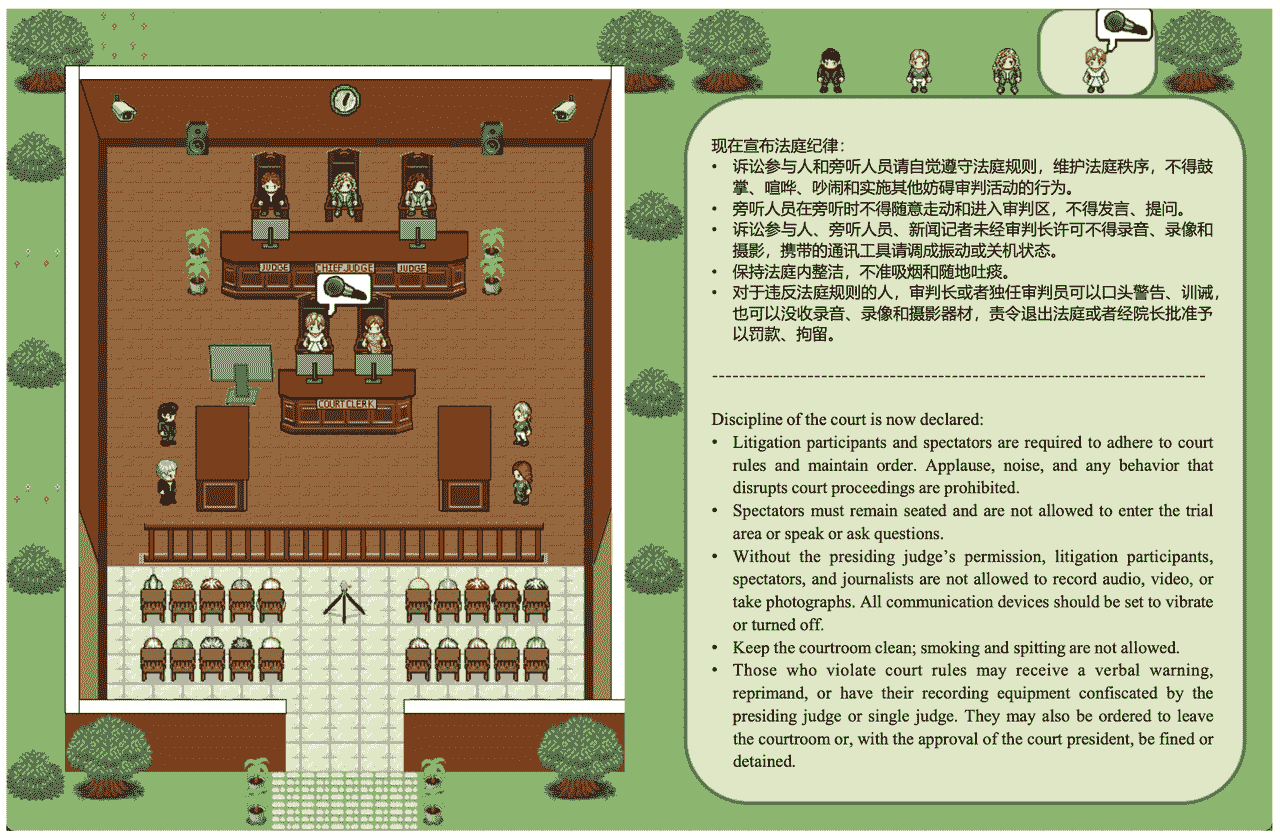 JUDGE
CHIEF JUDGE
JUDGE
COURT CLERK
现在宣布法庭纪律：
• 诉讼参与人和旁听人员请自觉遵守法庭规则，维护法庭秩序，不得鼓
掌、喧哗、吵闹和实施其他妨碍审判活动的行为。
• 旁听人员在旁听时不得随意走动和进入审判区，不得发言、提问。
• 诉讼参与人、旁听人员、新闻记者未经审判长许可不得录音、录像和
摄影，携带的通讯工具请调成振动或关机状态。
• 保持法庭内整洁，不准吸烟和随地吐痰。
• 对于违反法庭规则的人，审判长或者独任审判员可以口头警告、训诫，
也可以没收录音、录像和摄影器材，责令退出法庭或者经院长批准予
以罚款、拘留。
Discipline of the court is now declared:
• Litigation participants and spectators are required to adhere to court
rules and maintain order. Applause, noise, and any behavior that
disrupts court proceedings are prohibited.
• Spectators must remain seated and are not allowed to enter the trial
area or speak or ask questions.
• Without the presiding judge’s permission, litigation participants,
spectators, and journalists are not allowed to record audio, video, or
take photographs. All communication devices should be set to vibrate
or turned off.
• Keep the courtroom clean; smoking and spitting are not allowed.
• Those who violate court rules may receive a verbal warning,
reprimand, or have their recording equipment confiscated by the
presiding judge or single judge. They may also be ordered to leave
the courtroom or, with the approval of the court president, be fined or
detained.